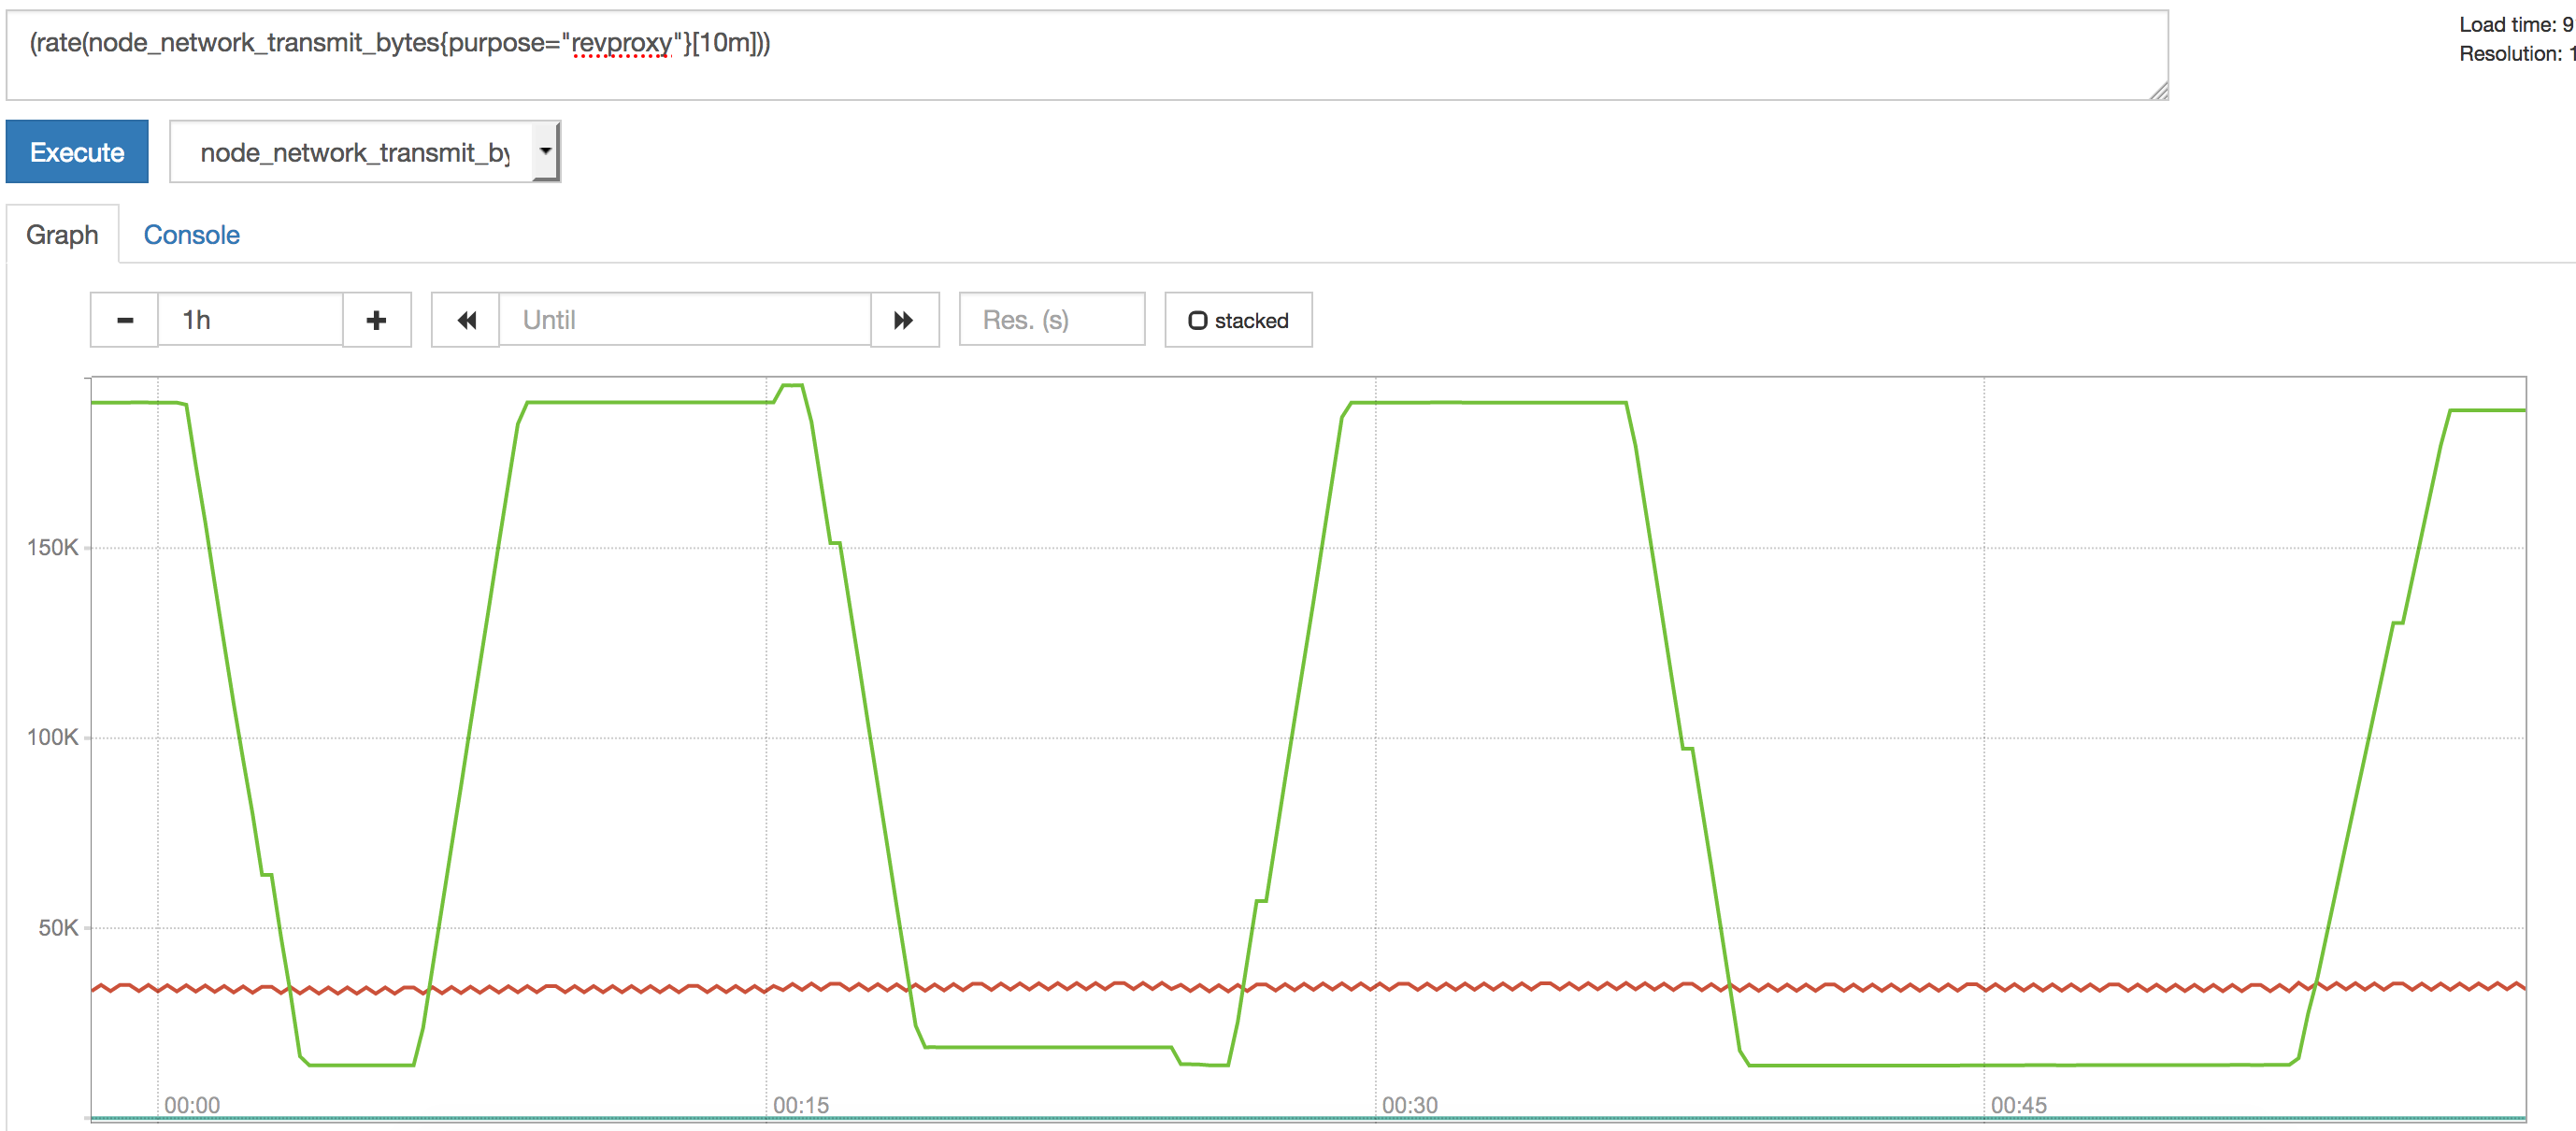 (rate(node_network_transmit_bytes{purpose="revproxy"}[10m]))
Load time: 9
Resolution: 1
Execute
node_network_transmit_by
Graph
Console
1h
Until
Res. (s)
stacked
150K
100K
50K
00:00
00:15
00:30
00:45